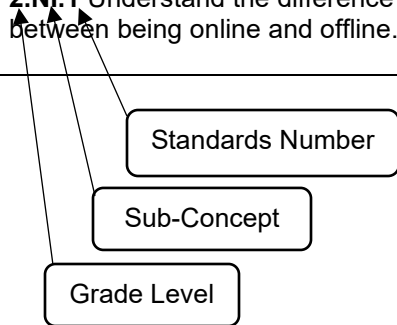 2.NI.1 Understand the difference
between being online and offline.
Standards Number
Sub-Concept
Grade Level